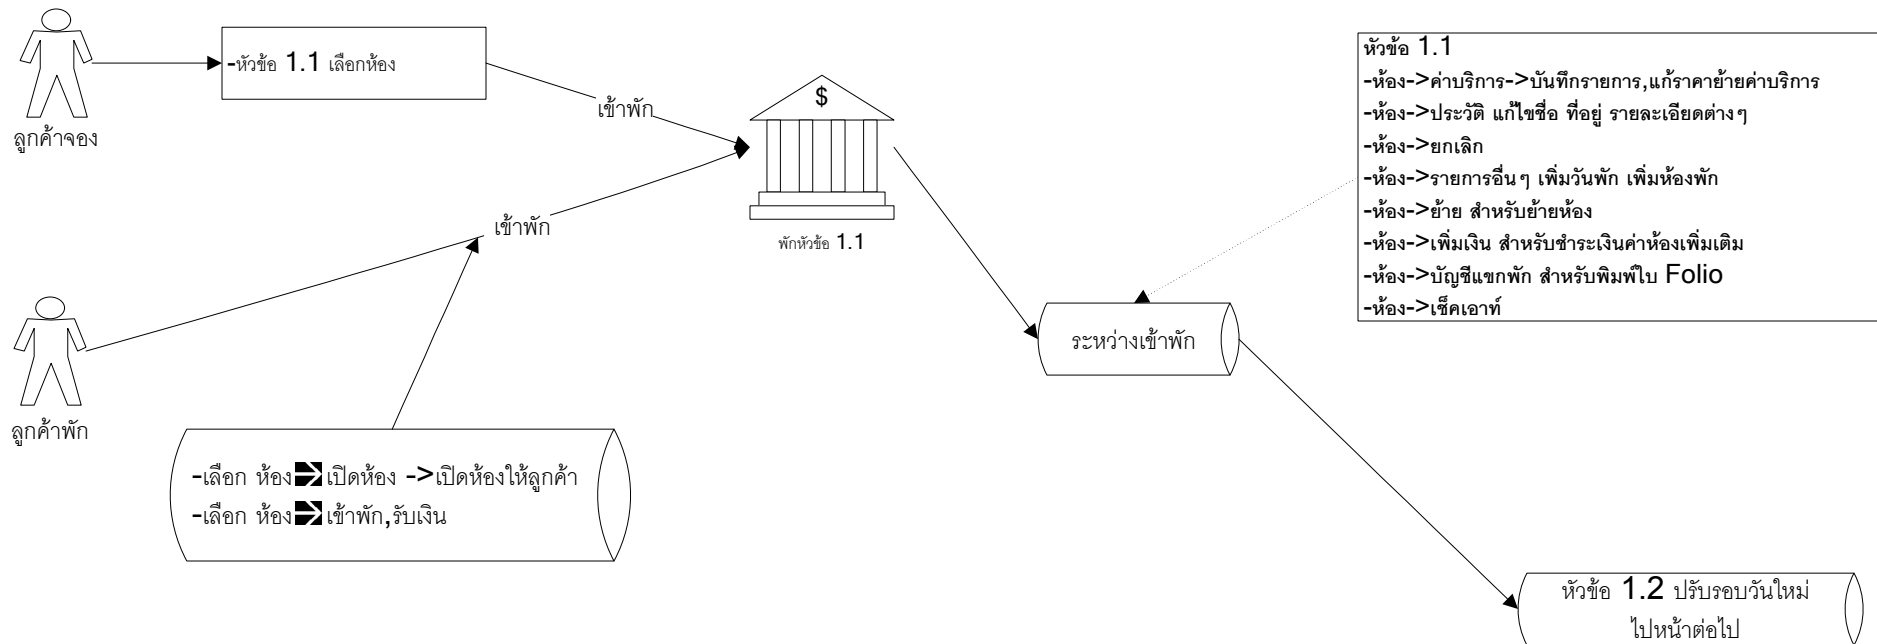 -หัวข้อ 1.1 เลือกห้อง
ลูกค้าจอง
เข้าพัก
$
พักหัวข้อ 1.1
หัวข้อ 1.1
-ห้อง->ค่าบริการ->บันทึกรายการ,แก้ราคาย้ายค่าบริการ
-ห้อง->ประวัติ แก้ไขชื่อ ที่อยู่ รายละเอียดต่างๆ
-ห้อง->ยกเลิก
-ห้อง->รายการอื่นๆ เพิ่มวันพัก เพิ่มห้องพัก
-ห้อง->ย้าย สำหรับย้ายห้อง
-ห้อง->เพิ่มเงิน สำหรับชำระเงินค่าห้องเพิ่มเติม
-ห้อง->บัญชีแขกพัก สำหรับพิมพ์ใบ Folio
-ห้อง->เช็คเอาท์
เข้าพัก
ลูกค้าพัก
ระหว่างเข้าพัก
-เลือก ห้อง➔เปิดห้อง ->เปิดห้องให้ลูกค้า
-เลือก ห้อง➔เข้าพัก,รับเงิน
หัวข้อ 1.2 ปรับรอบวันใหม่
ไปหน้าต่อไป